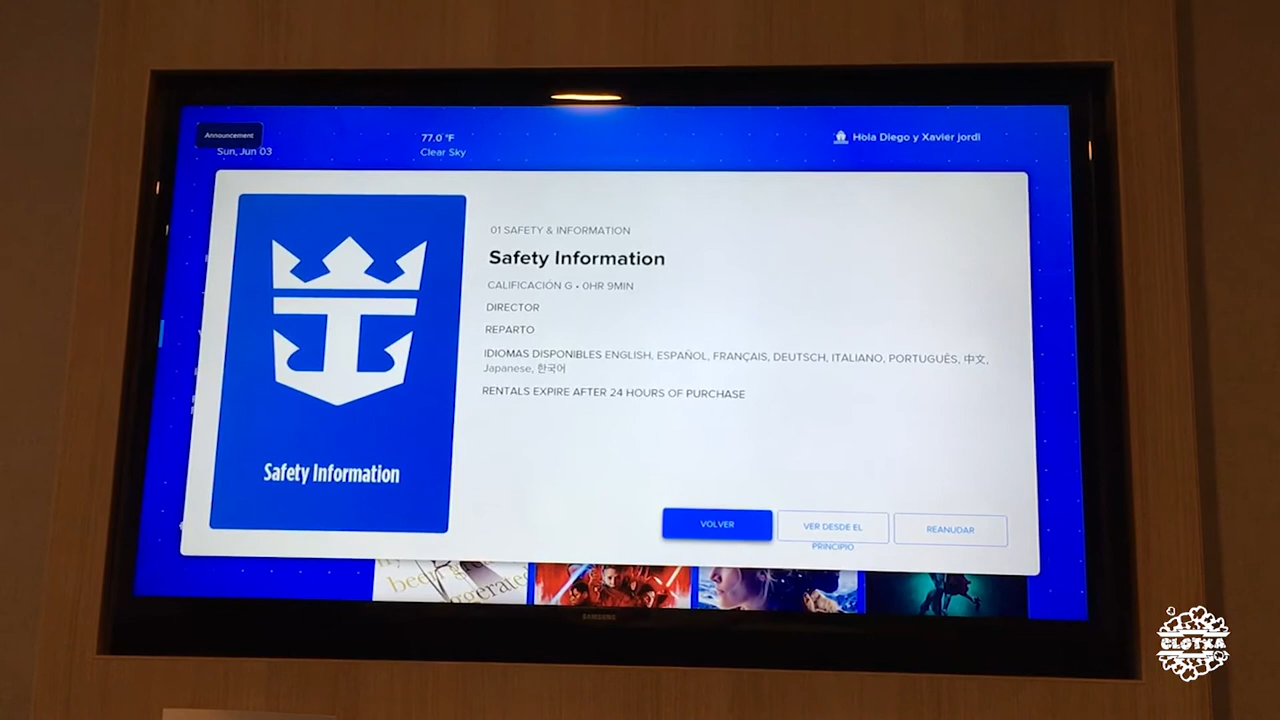 Announcement
Sun, Jun 03
77.0 °F
Clear Sky
Hola Diego y Xavier jordi
01 SAFETY & INFORMATION
Safety Information
CALIFICACIÓN G • 0HR 9MIN
DIRECTOR
REPARTO
IDIOMAS DISPONIBLES ENGLISH, ESPAÑOL, FRANÇAIS, DEUTSCH, ITALIANO, PORTUGUÊS, 中文,
Japanese, 한국어
RENTALS EXPIRE AFTER 24 HOURS OF PURCHASE
Safety Information
VOLVER
VER DESDE EL
PRINCIPIO
REANUDAR
SAMSUNG
CLOTXA